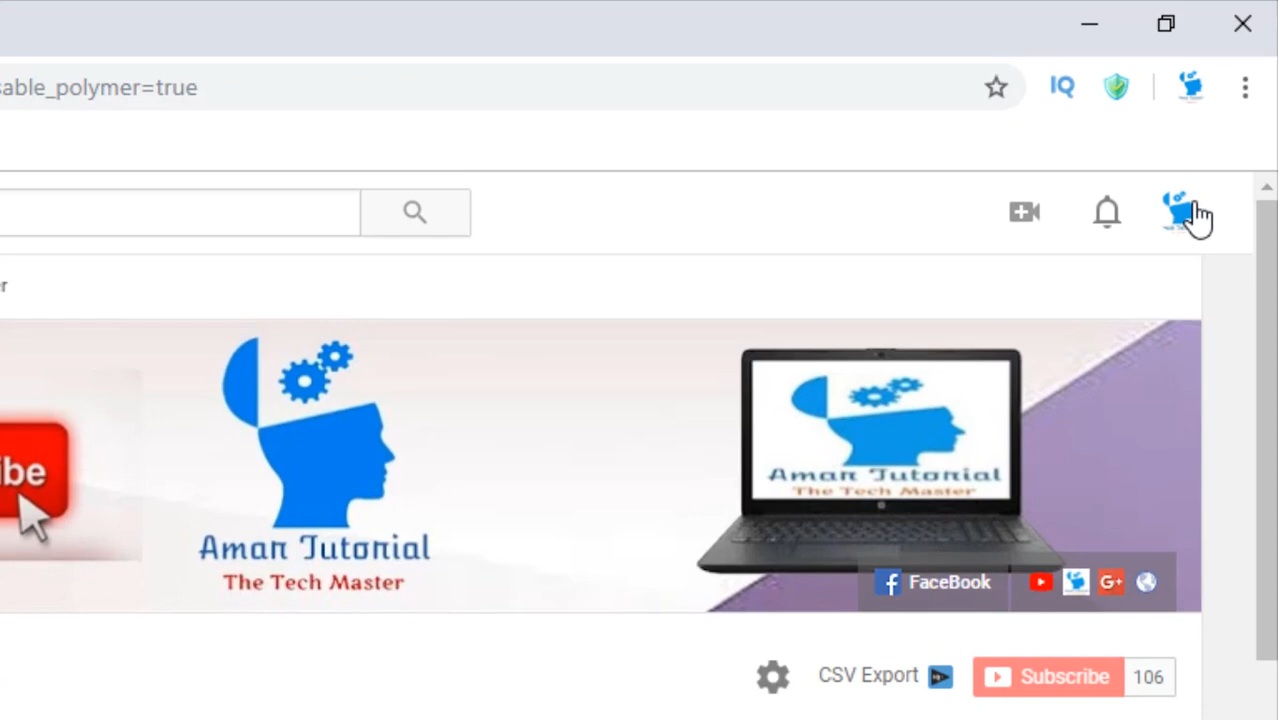 sable_polymer=true
IQ
r
ibe
Aman Tutorial
The Tech Master
Aman Tutorial
The Tech Master
FaceBook
G+
CSV Export
Subscribe 106